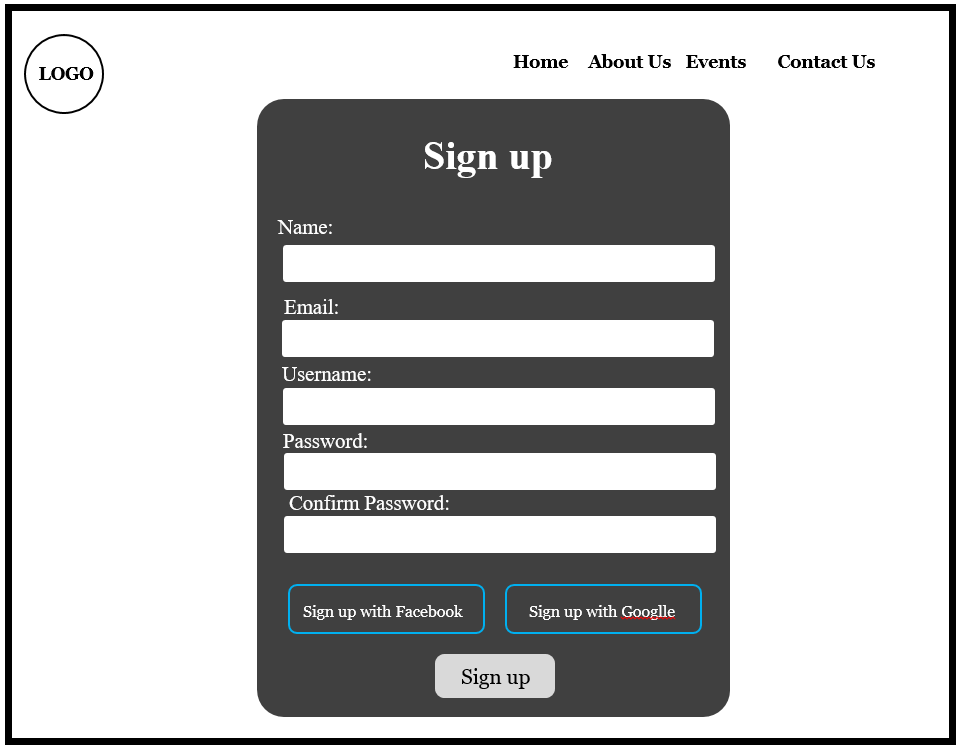 LOGO
Home About Us Events Contact Us
Sign up
Name:
Email:
Username:
Password:
Confirm Password:
Sign up with Facebook Sign up with Googlle
Sign up